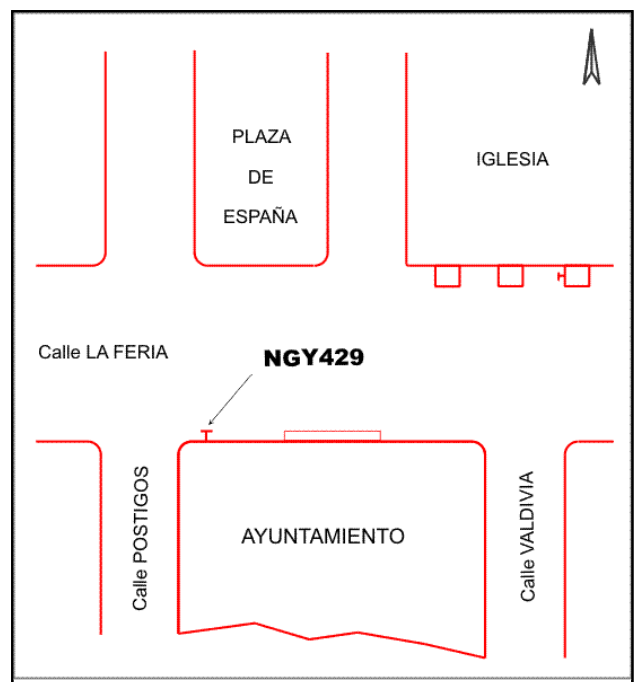 PLAZA
DE
ESPAÑA
IGLESIA
Calle LA FERIA
NGY429
Calle POSTIGOS
AYUNTAMIENTO
Calle VALDIVIA